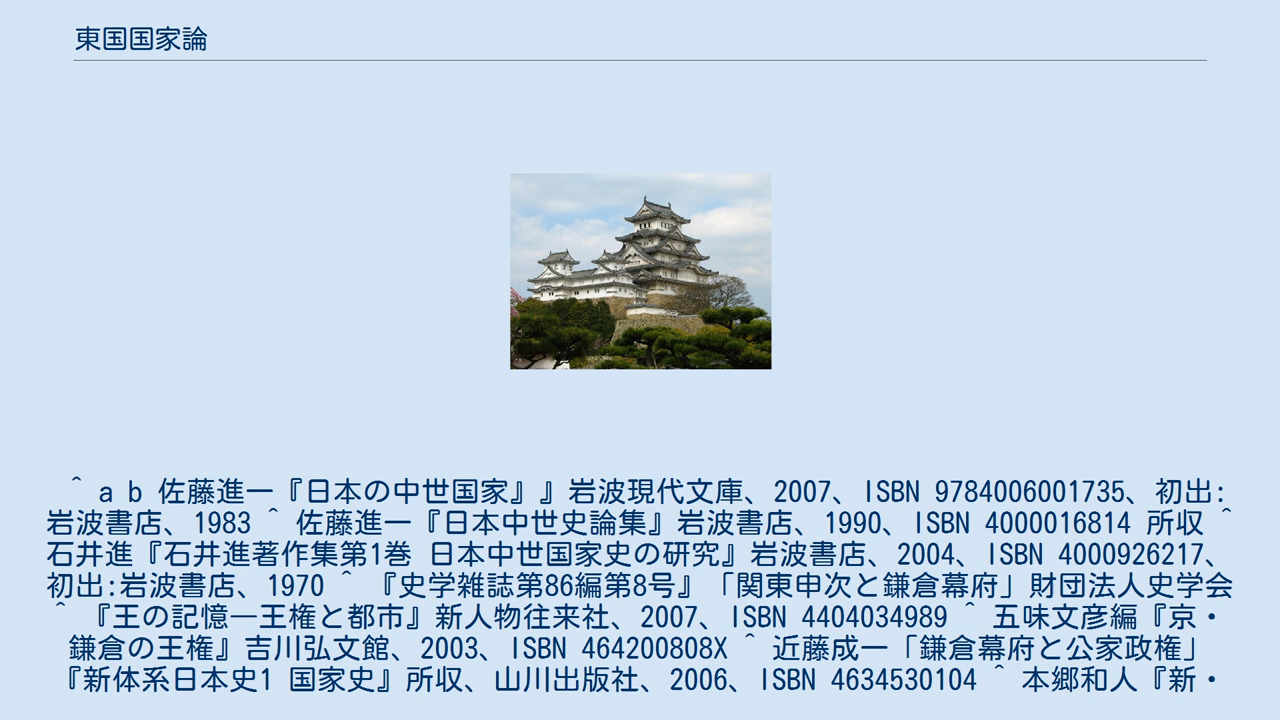 東国国家論
^ a b 佐藤進一『日本の中世国家』』岩波現代文庫、2007、ISBN 9784006001735、初出:
岩波書店、1983 ^ 佐藤進一『日本中世史論集』岩波書店、1990、ISBN 4000016814 所収 ^
石井進『石井進著作集第1巻 日本中世国家史の研究』岩波書店、2004、ISBN 4000926217、
初出:岩波書店、1970 ^ 『史学雑誌第86編第8号』「関東申次と鎌倉幕府」財団法人史学会
^ 『王の記憶―王権と都市』新人物往来社、2007、ISBN 4404034989 ^ 五味文彦編『京・
鎌倉の王権』吉川弘文館、2003、ISBN 464200808X ^ 近藤成一「鎌倉幕府と公家政権」
『新体系日本史1 国家史』所収、山川出版社、2006、ISBN 4634530104 ^ 本郷和人『新・